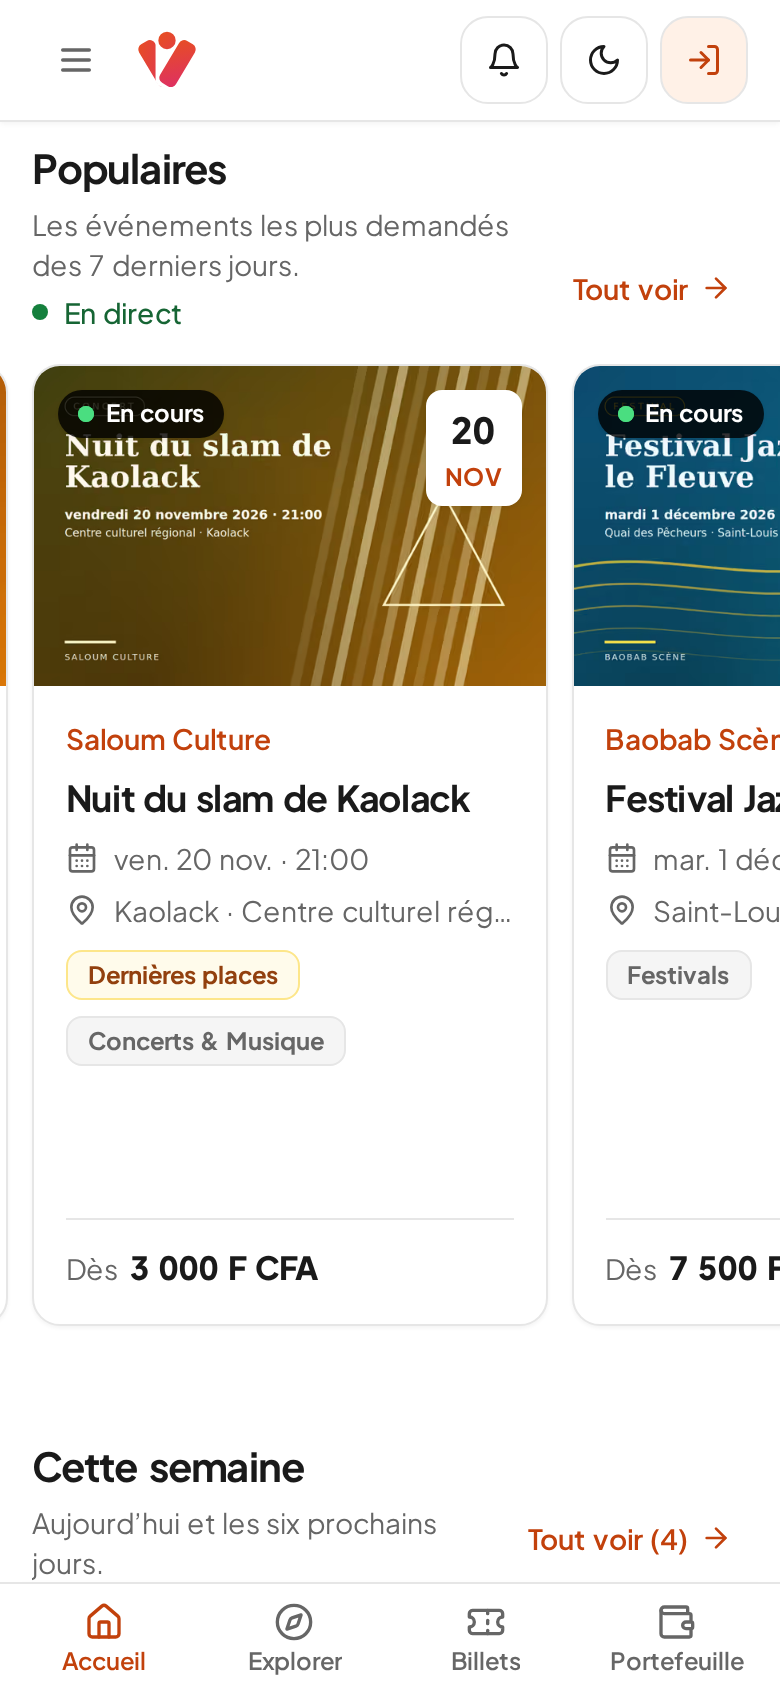 Populaires
Les événements les plus demandés
des 7 derniers jours.
En direct
Tout voir
En cours
20
NOV
Nuit du slam de
Kaolack
vendredi 20 novembre 2026 · 21:00
Centre culturel régional · Kaolack
SALOUM CULTURE
Saloum Culture
Nuit du slam de Kaolack
ven. 20 nov. · 21:00
Kaolack · Centre culturel rég…
Dernières places
Concerts & Musique
Dès 3 000 F CFA
En cours
Festival Ja
le Fleuve
mardi 1 décembre 2026
Quai des Pêcheurs · Saint-Louis
BAOBAB SCÈNE
Baobab Scèn
Festival Ja
mar. 1 déc
Saint-Lou
Festivals
Dès 7 500 F
Cette semaine
Aujourd’hui et les six prochains
jours.
Tout voir (4)
Accueil
Explorer
Billets
Portefeuille